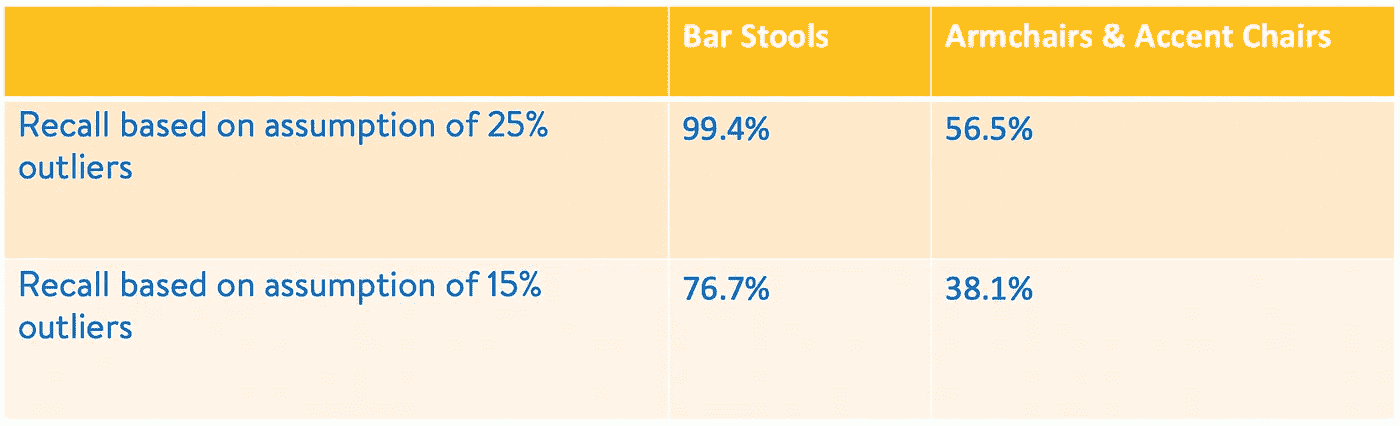 Bar Stools Armchairs & Accent Chairs
Recall based on assumption of 25% 99.4% 56.5%
outliers
Recall based on assumption of 15% 76.7% 38.1%
outliers